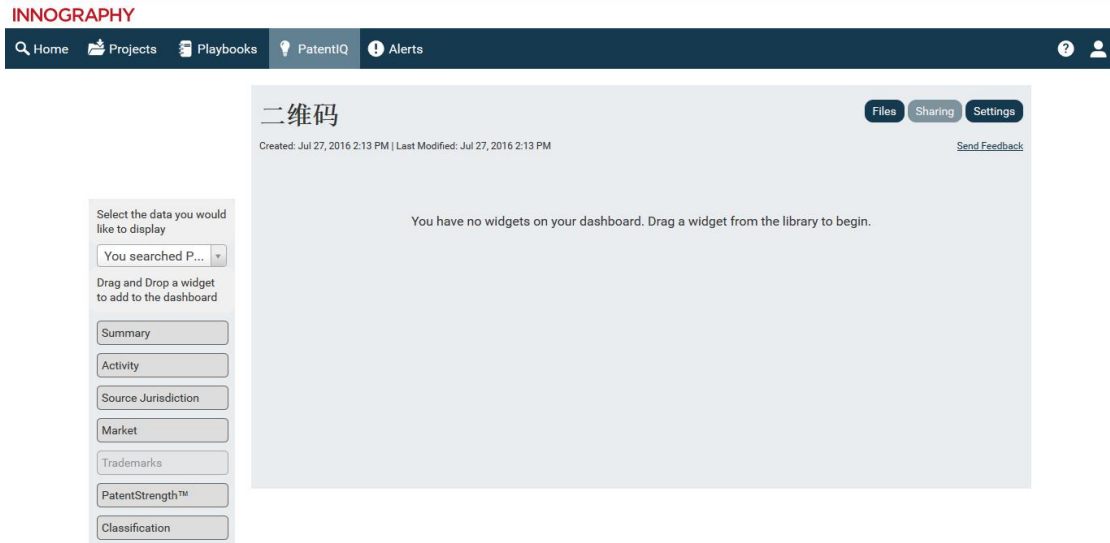 INNOGRAPHY
Home Projects Playbooks PatentIQ Alerts
二维码
Files Sharing Settings
Created: Jul 27, 2016 2:13 PM | Last Modified: Jul 27, 2016 2:13 PM
Send Feedback
Select the data you would
like to display
You searched P...
Drag and Drop a widget
to add to the dashboard
Summary
Activity
Source Jurisdiction
Market
Trademarks
PatentStrength™
Classification
You have no widgets on your dashboard. Drag a widget from the library to begin.